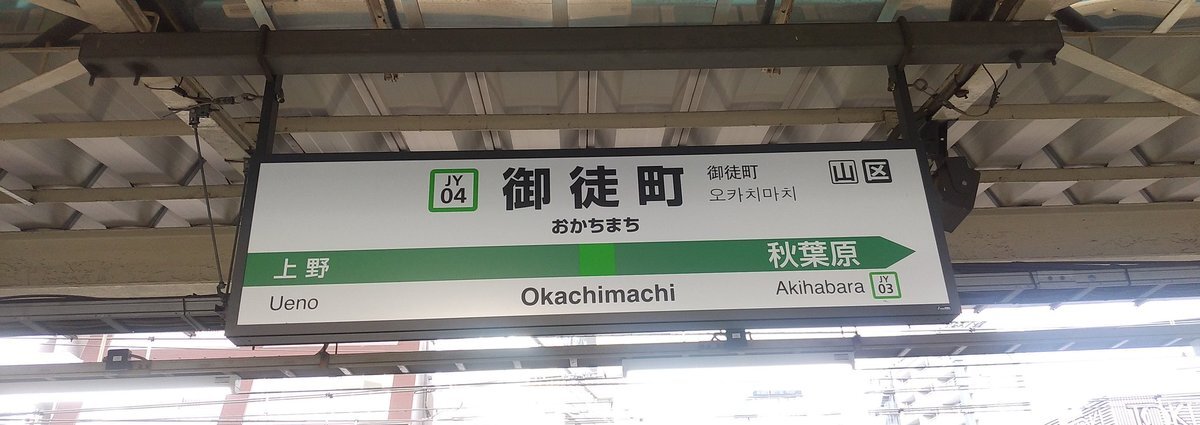 JY
04
御徒町
御徒町
오카치마치
山 区
おかちまち
上野
秋葉原
Ueno
Okachimachi
Akihabara
JY
03